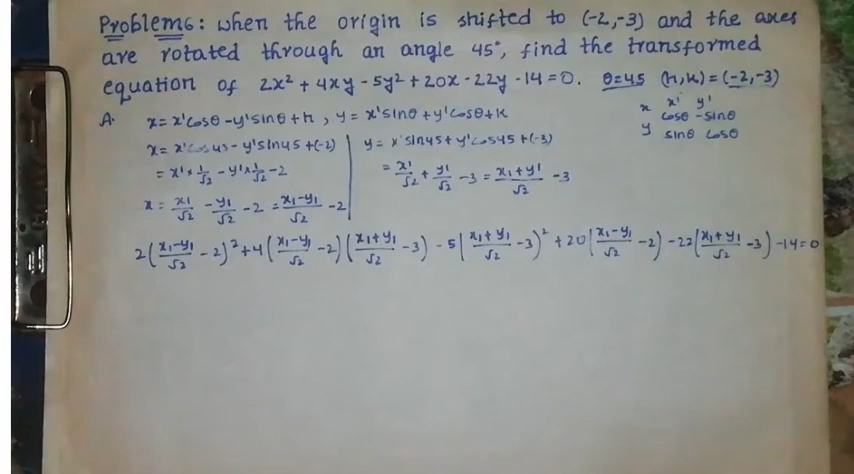 Problem6: when the origin is shifted to (-2,-3) and the axes
are rotated through an angle 45°, find the transformed
equation of 2x² + 4xy - 5y² + 20x - 22y - 14 = 0. θ=45 (h,k) = (-2,-3)
A. x = x'cosθ - y'sinθ + h, y = x'sinθ + y'cosθ + k
x' y'
x cosθ -sinθ
y sinθ cosθ
x = x'cos45 - y'sin45 + (-2)
= x' × 1/√2 - y' × 1/√2 - 2
x = x1/√2 - y1/√2 - 2 = x1-y1/√2 - 2
y = x'sin45 + y'cos45 + (-3)
= x'/√2 + y'/√2 - 3 = x1+y'/√2 - 3
2(x1-y1/√2 - 2)² + 4(x1-y1/√2 - 2)(x1+y1/√2 - 3) - 5(x1+y1/√2 - 3)² + 20(x1-y1/√2 - 2) - 22(x1+y1/√2 - 3) - 14 = 0